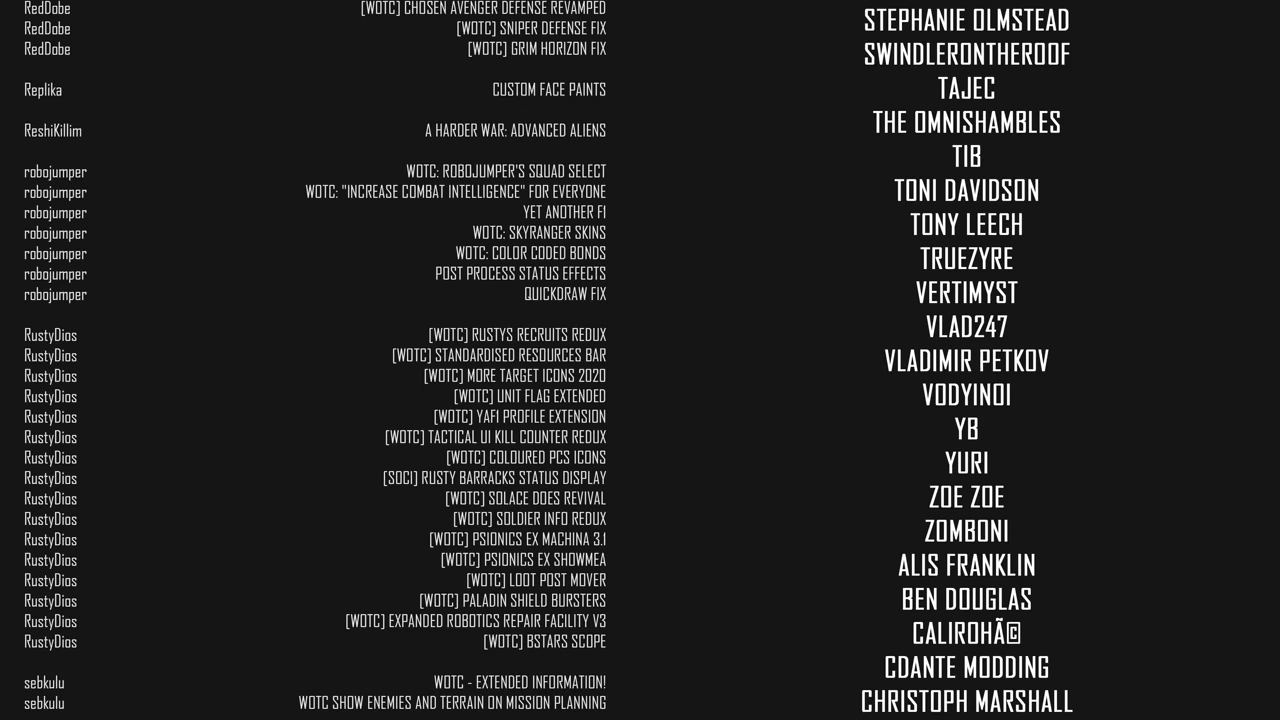 RedDobe [WOTC] CHOSEN AVENGER DEFENSE REVAMPED
RedDobe [WOTC] SNIPER DEFENSE FIX
RedDobe [WOTC] GRIM HORIZON FIX
Replika CUSTOM FACE PAINTS
ReshiKillim A HARDER WAR: ADVANCED ALIENS
robojumper WOTC: ROBOJUMPER'S SQUAD SELECT
robojumper WOTC: "INCREASE COMBAT INTELLIGENCE" FOR EVERYONE
robojumper YET ANOTHER F1
robojumper WOTC: SKYRANGER SKINS
robojumper WOTC: COLOR CODED BONDS
robojumper POST PROCESS STATUS EFFECTS
robojumper QUICKDRAW FIX
RustyDios [WOTC] RUSTYS RECRUITS REDUX
RustyDios [WOTC] STANDARDISED RESOURCES BAR
RustyDios [WOTC] MORE TARGET ICONS 2020
RustyDios [WOTC] UNIT FLAG EXTENDED
RustyDios [WOTC] YAF1 PROFILE EXTENSION
RustyDios [WOTC] TACTICAL UI KILL COUNTER REDUX
RustyDios [WOTC] COLOURED PCS ICONS
RustyDios [SOCI] RUSTY BARRACKS STATUS DISPLAY
RustyDios [WOTC] SOLACE DOES REVIVAL
RustyDios [WOTC] SOLDIER INFO REDUX
RustyDios [WOTC] PSIONICS EX MACHINA 3.1
RustyDios [WOTC] PSIONICS EX SHOWMEA
RustyDios [WOTC] LOOT POST MOVER
RustyDios [WOTC] PALADIN SHIELD BURSTERS
RustyDios [WOTC] EXPANDED ROBOTICS REPAIR FACILITY V3
RustyDios [WOTC] BSTARS SCOPE
sebkulu WOTC - EXTENDED INFORMATION!
sebkulu WOTC SHOW ENEMIES AND TERRAIN ON MISSION PLANNING
STEPHANIE OLMSTEAD
SWINDLERONTHEROOF
TAJEC
THE OMNISHAMBLES
TIB
TONI DAVIDSON
TONY LEECH
TRUEZYRE
VERTIMYST
VLAD247
VLADIMIR PETKOV
VODYINOI
YB
YURI
ZOE ZOE
ZOMBONI
ALIS FRANKLIN
BEN DOUGLAS
CALIROHÃ©
CDANTE MODDING
CHRISTOPH MARSHALL